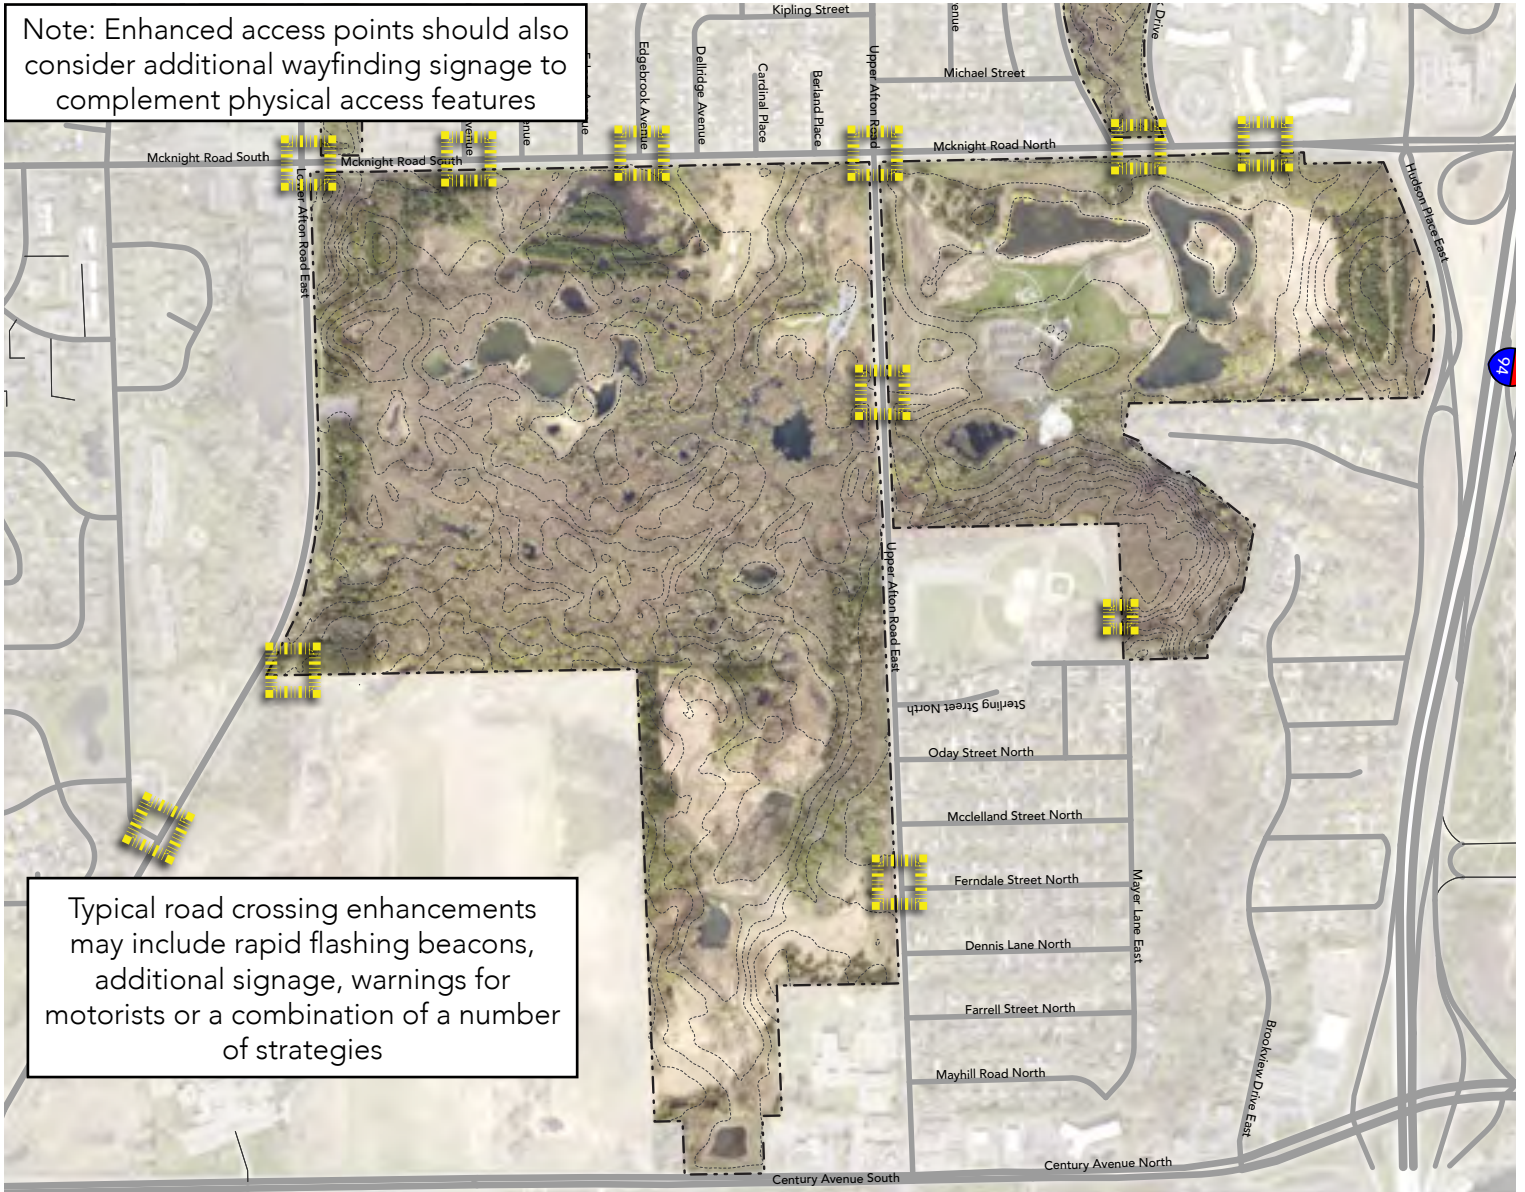 Note: Enhanced access points should also
consider additional wayfinding signage to
complement physical access features
Kipling Street
Drive
Michael Street
Edgebrook Avenue
Dellridge Avenue
Cardinal Place
Berland Place
Upper Afton Road
Mcknight Road South
Mcknight Road South
Mcknight Road North
Lower Afton Road East
Hudson Place East
94
Upper Afton Road East
Sterling Street North
Oday Street North
Mcclelland Street North
Ferndale Street North
Mayer Lane East
Dennis Lane North
Farrell Street North
Mayhill Road North
Brookview Drive East
Typical road crossing enhancements
may include rapid flashing beacons,
additional signage, warnings for
motorists or a combination of a number
of strategies
Century Avenue South
Century Avenue North